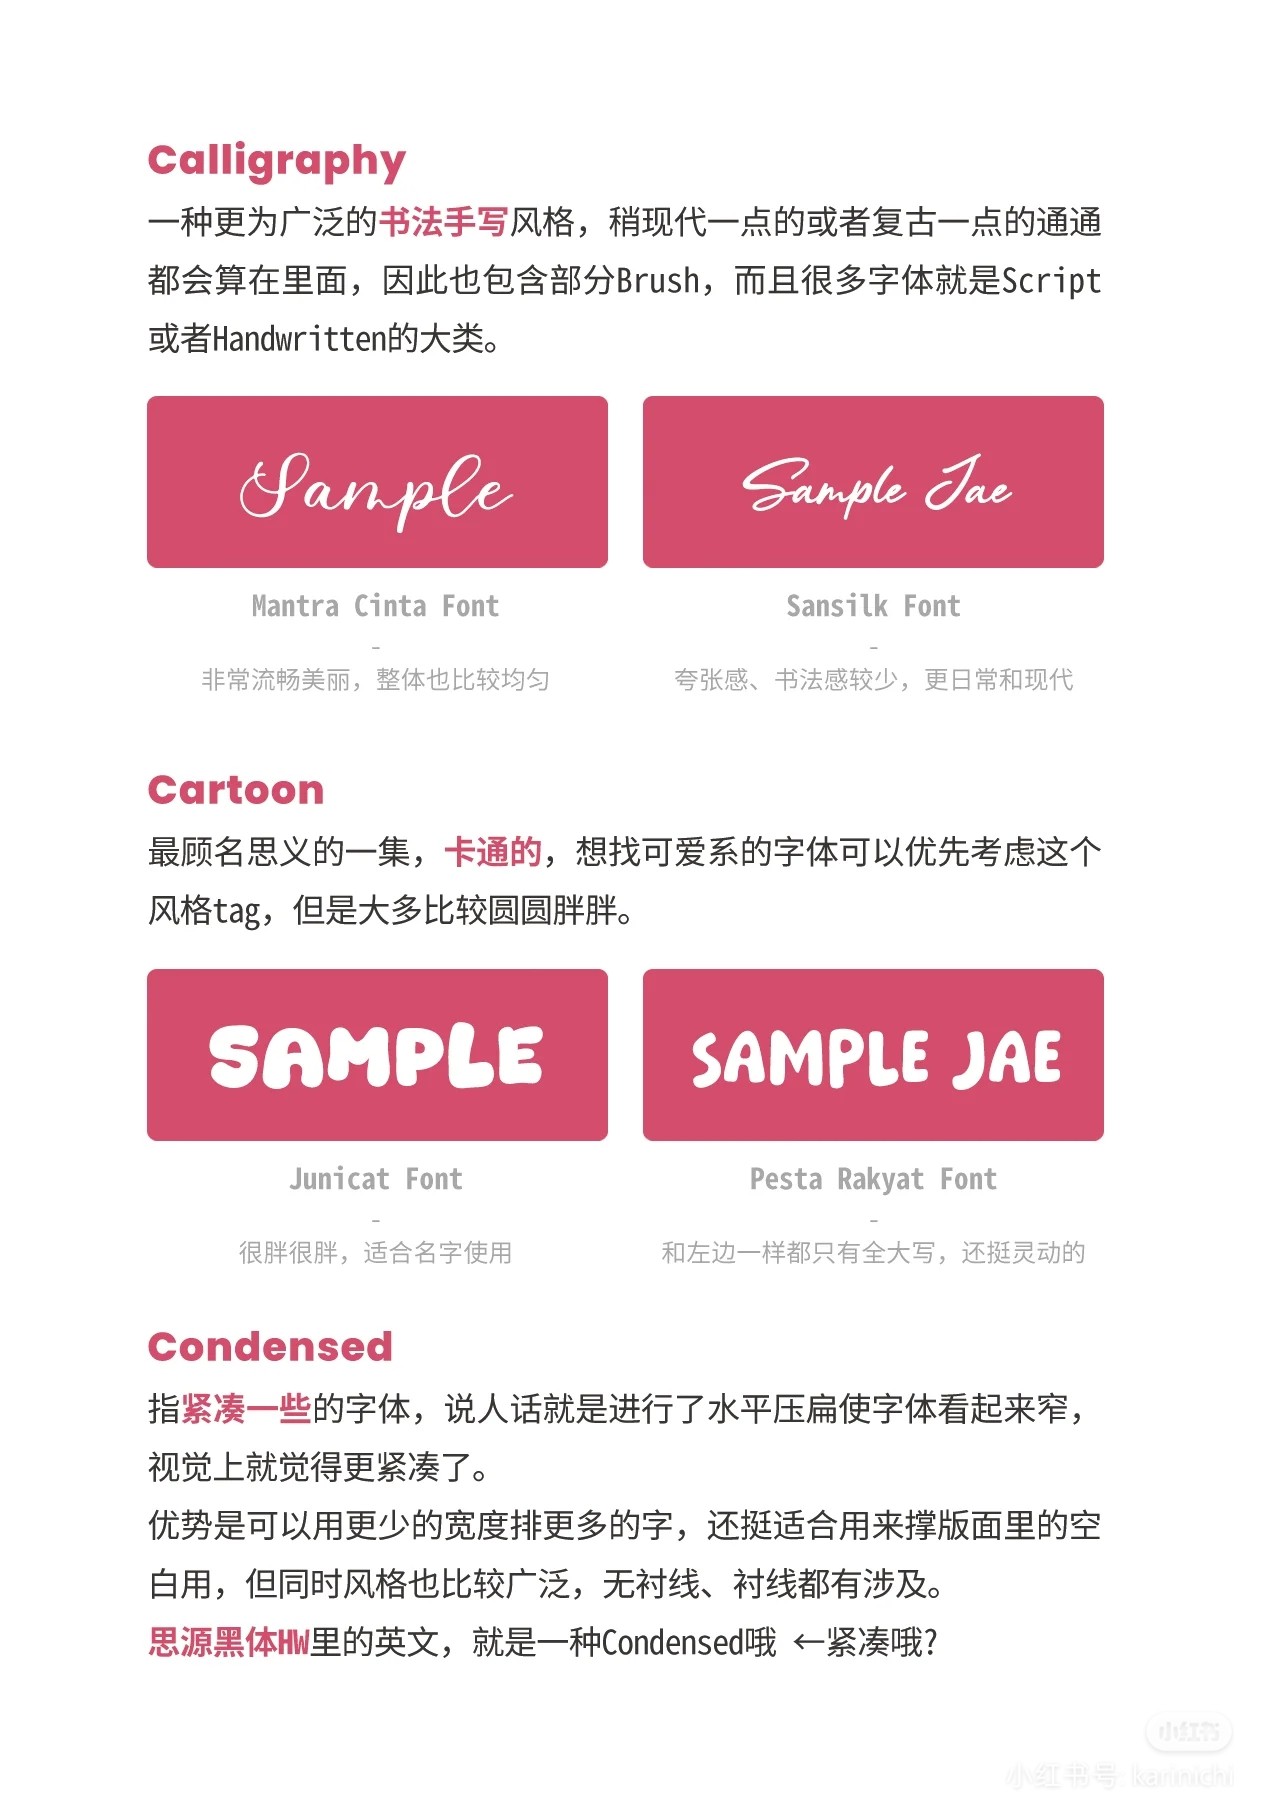 Calligraphy
一种更为广泛的书法手写风格，稍现代一点的或者复古一点的通通
都会算在里面，因此也包含部分Brush，而且很多字体就是Script
或者Handwritten的大类。
Sample
Sample Jae
Mantra Cinta Font
Sansilk Font
-
-
非常流畅美丽，整体也比较均匀
夸张感、书法感较少，更日常和现代
Cartoon
最顾名思义的一集，卡通的，想找可爱系的字体可以优先考虑这个
风格tag，但是大多比较圆圆胖胖。
SAMPLE
SAMPLE JAE
Junicat Font
Pesta Rakyat Font
-
-
很胖很胖，适合名字使用
和左边一样都只有全大写，还挺灵动的
Condensed
指紧凑一些的字体，说人话就是进行了水平压扁使字体看起来窄，
视觉上就觉得更紧凑了。
优势是可以用更少的宽度排更多的字，还挺适合用来撑版面里的空
白用，但同时风格也比较广泛，无衬线、衬线都有涉及。
思源黑体HW里的英文，就是一种Condensed哦 ←紧凑哦?
小红书
小红书号: karinichi